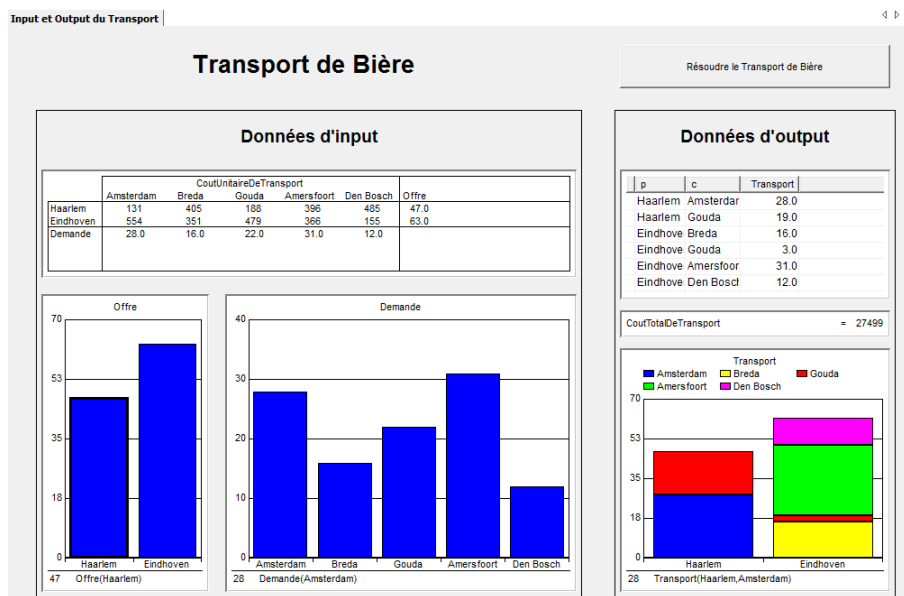 Input et Output du Transport
Transport de Bière
Résoudre le Transport de Bière
Données d'input
CoutUnitaireDeTransport
Amsterdam Breda Gouda Amersfoort Den Bosch Offre
Haarlem 131 405 188 396 485 47.0
Eindhoven 554 351 479 366 155 63.0
Demande 28.0 16.0 22.0 31.0 12.0
Offre
70
53
35
18
0
Haarlem Eindhoven
47 Offre(Haarlem)
Demande
40
30
20
10
0
Amsterdam Breda Gouda Amersfoort Den Bosch
28 Demande(Amsterdam)
Données d'output
p c Transport
Haarlem Amsterdar 28.0
Haarlem Gouda 19.0
Eindhove Breda 16.0
Eindhove Gouda 3.0
Eindhove Amersfoor 31.0
Eindhove Den Bosch 12.0
CoutTotalDeTransport = 27499
Transport
Amsterdam Breda Gouda
Amersfoort Den Bosch
70
53
35
18
0
Haarlem Eindhoven
28 Transport(Haarlem,Amsterdam)